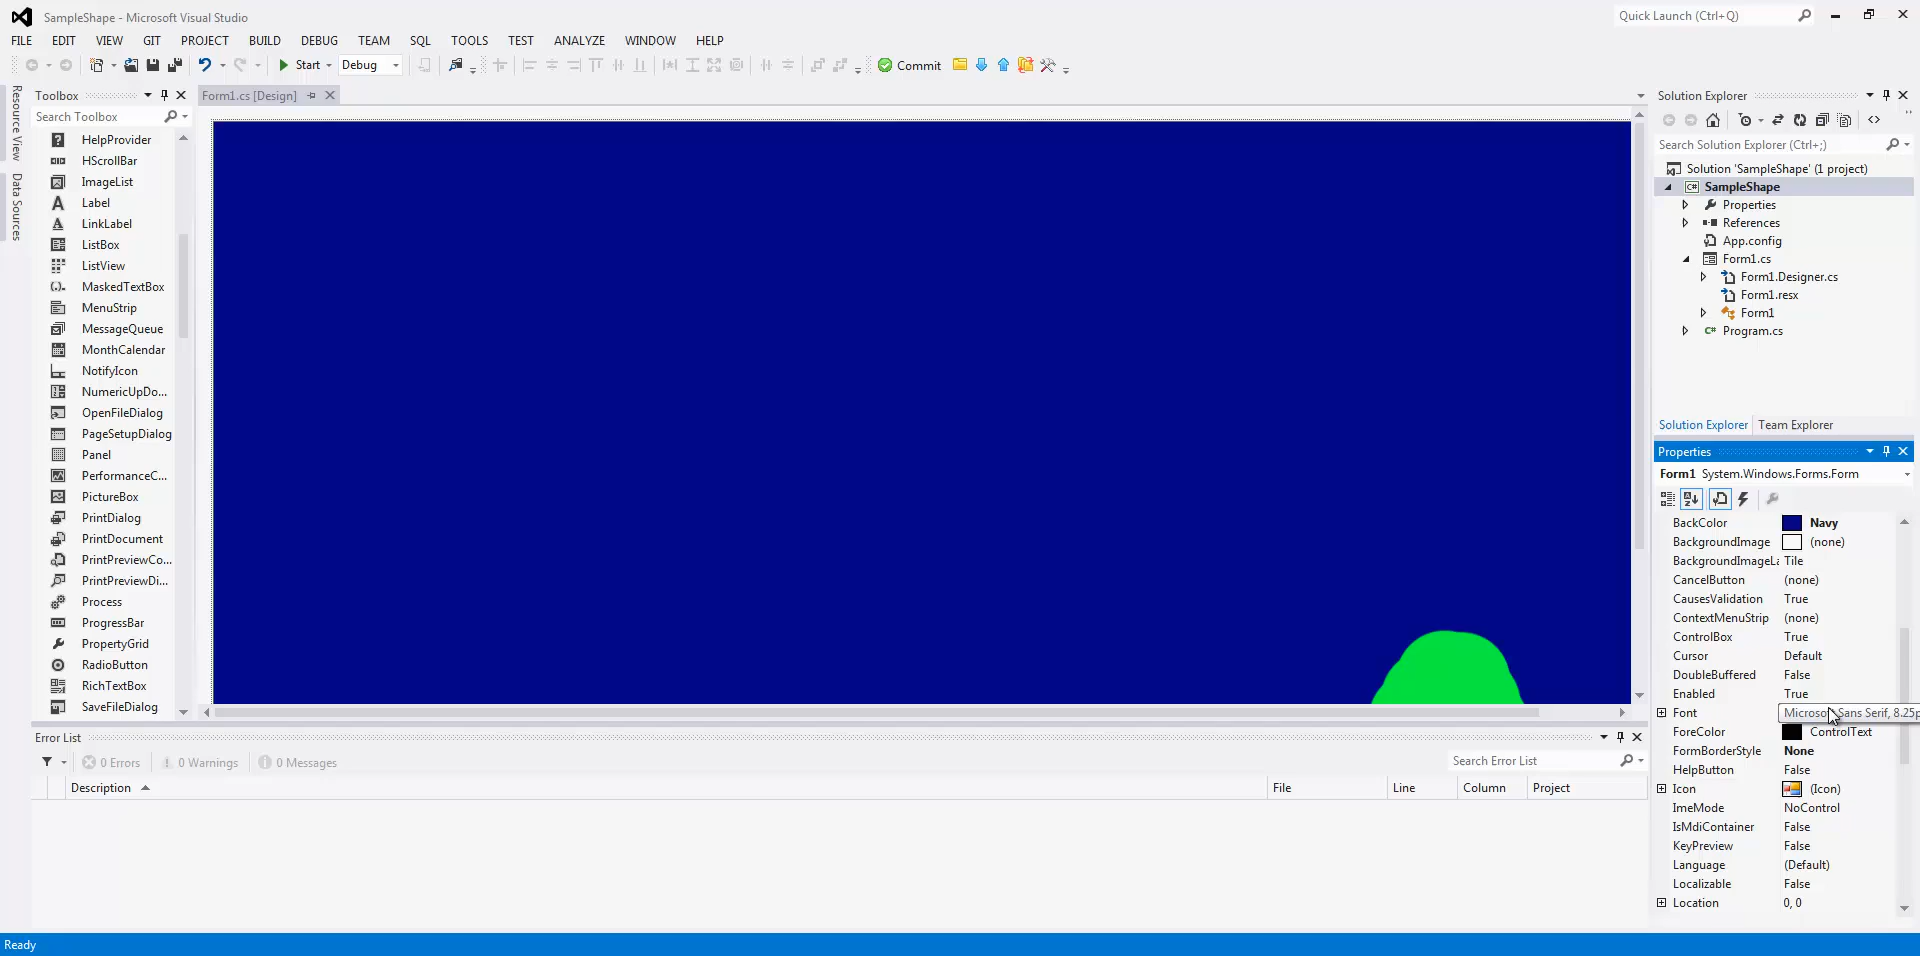 SampleShape - Microsoft Visual Studio
Quick Launch (Ctrl+Q)
FILE EDIT VIEW GIT PROJECT BUILD DEBUG TEAM SQL TOOLS TEST ANALYZE WINDOW HELP
Start Debug Commit
Resource View
Data Sources
Toolbox
Search Toolbox
HelpProvider
HScrollBar
ImageList
Label
LinkLabel
ListBox
ListView
MaskedTextBox
MenuStrip
MessageQueue
MonthCalendar
NotifyIcon
NumericUpDo...
OpenFileDialog
PageSetupDialog
Panel
PerformanceC...
PictureBox
PrintDialog
PrintDocument
PrintPreviewCo...
PrintPreviewDi...
Process
ProgressBar
PropertyGrid
RadioButton
RichTextBox
SaveFileDialog
Form1.cs [Design]
Solution Explorer
Search Solution Explorer (Ctrl+;)
Solution 'SampleShape' (1 project)
C# SampleShape
Properties
References
App.config
Form1.cs
Form1.Designer.cs
Form1.resx
Form1
C# Program.cs
Solution Explorer Team Explorer
Properties
Form1 System.Windows.Forms.Form
BackColor Navy
BackgroundImage (none)
BackgroundImageLa Tile
CancelButton (none)
CausesValidation True
ContextMenuStrip (none)
ControlBox True
Cursor Default
DoubleBuffered False
Enabled True
Font Microsoft Sans Serif, 8.25p
ForeColor ControlText
FormBorderStyle None
HelpButton False
Icon (Icon)
ImeMode NoControl
IsMdiContainer False
KeyPreview False
Language (Default)
Localizable False
Location 0, 0
Error List
0 Errors 0 Warnings 0 Messages
Search Error List
Description File Line Column Project
Ready